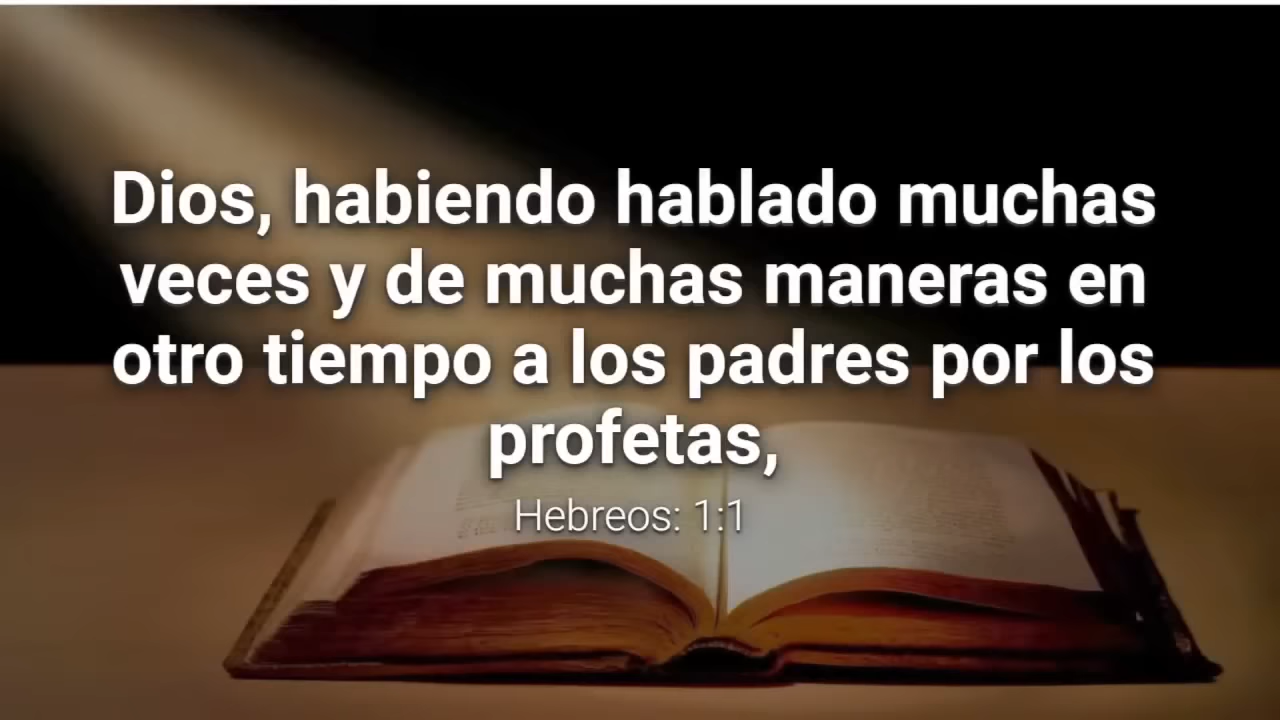 Dios, habiendo hablado muchas
veces y de muchas maneras en
otro tiempo a los padres por los
profetas,
Hebreos: 1:1